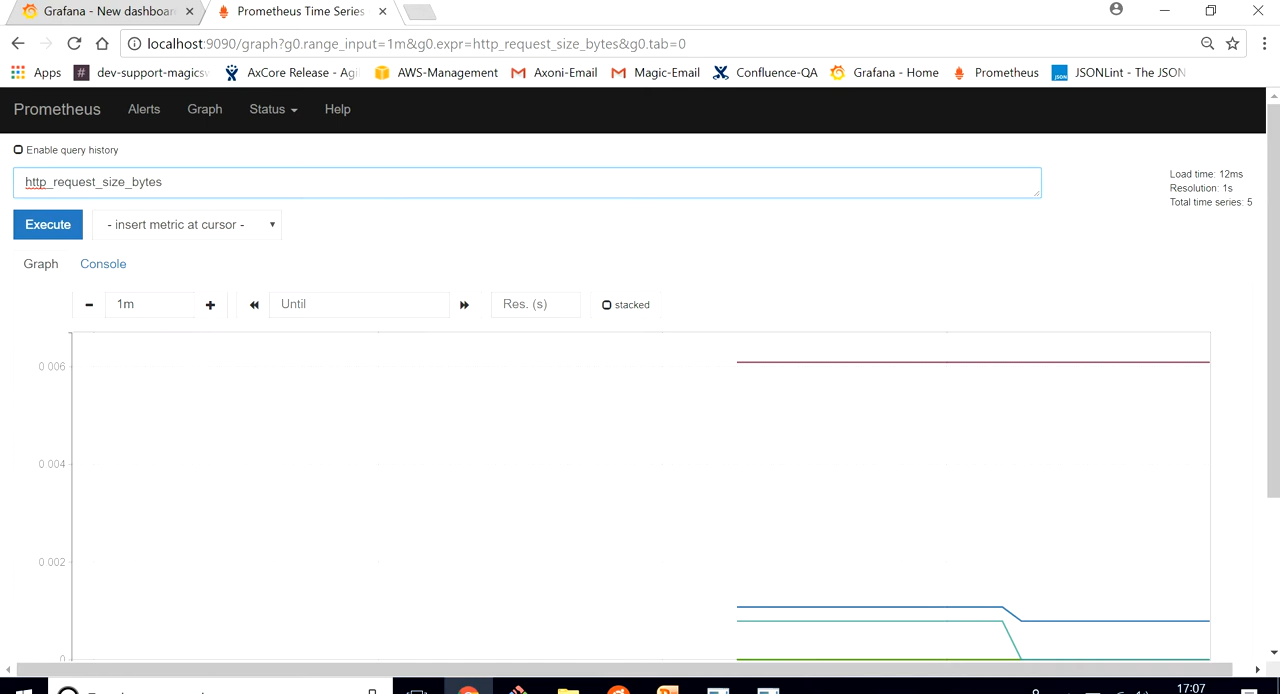 Grafana - New dashboar
Prometheus Time Series
localhost:9090/graph?g0.range_input=1m&g0.expr=http_request_size_bytes&g0.tab=0
Apps
dev-support-magicsw
AxCore Release - Agi
AWS-Management
Axoni-Email
Magic-Email
Confluence-QA
Grafana - Home
Prometheus
JSONLint - The JSON
Prometheus
Alerts
Graph
Status
Help
Enable query history
http_request_size_bytes
Load time: 12ms
Resolution: 1s
Total time series: 5
Execute
- insert metric at cursor -
Graph
Console
1m
Until
Res. (s)
stacked
0.006
0.004
0.002
0
17:07